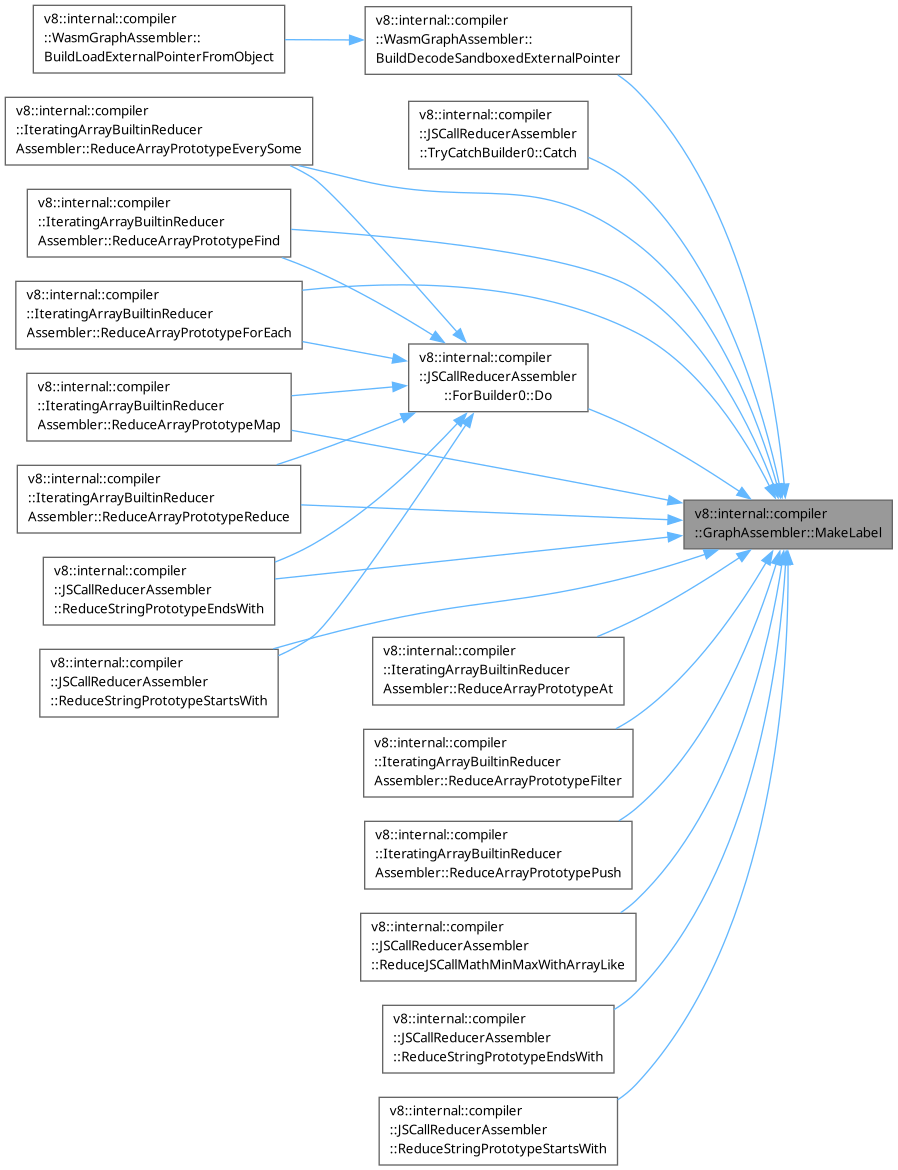 v8::internal::compiler
::WasmGraphAssembler::
BuildLoadExternalPointerFromObject
v8::internal::compiler
::WasmGraphAssembler::
BuildDecodeSandboxedExternalPointer
v8::internal::compiler
::IteratingArrayBuiltinReducer
Assembler::ReduceArrayPrototypeEverySome
v8::internal::compiler
::JSCallReducerAssembler
::TryCatchBuilder0::Catch
v8::internal::compiler
::IteratingArrayBuiltinReducer
Assembler::ReduceArrayPrototypeFind
v8::internal::compiler
::IteratingArrayBuiltinReducer
Assembler::ReduceArrayPrototypeForEach
v8::internal::compiler
::JSCallReducerAssembler
::ForBuilder0::Do
v8::internal::compiler
::IteratingArrayBuiltinReducer
Assembler::ReduceArrayPrototypeMap
v8::internal::compiler
::IteratingArrayBuiltinReducer
Assembler::ReduceArrayPrototypeReduce
v8::internal::compiler
::GraphAssembler::MakeLabel
v8::internal::compiler
::JSCallReducerAssembler
::ReduceStringPrototypeEndsWith
v8::internal::compiler
::JSCallReducerAssembler
::ReduceStringPrototypeStartsWith
v8::internal::compiler
::IteratingArrayBuiltinReducer
Assembler::ReduceArrayPrototypeAt
v8::internal::compiler
::IteratingArrayBuiltinReducer
Assembler::ReduceArrayPrototypeFilter
v8::internal::compiler
::IteratingArrayBuiltinReducer
Assembler::ReduceArrayPrototypePush
v8::internal::compiler
::JSCallReducerAssembler
::ReduceJSCallMathMinMaxWithArrayLike
v8::internal::compiler
::JSCallReducerAssembler
::ReduceStringPrototypeEndsWith
v8::internal::compiler
::JSCallReducerAssembler
::ReduceStringPrototypeStartsWith